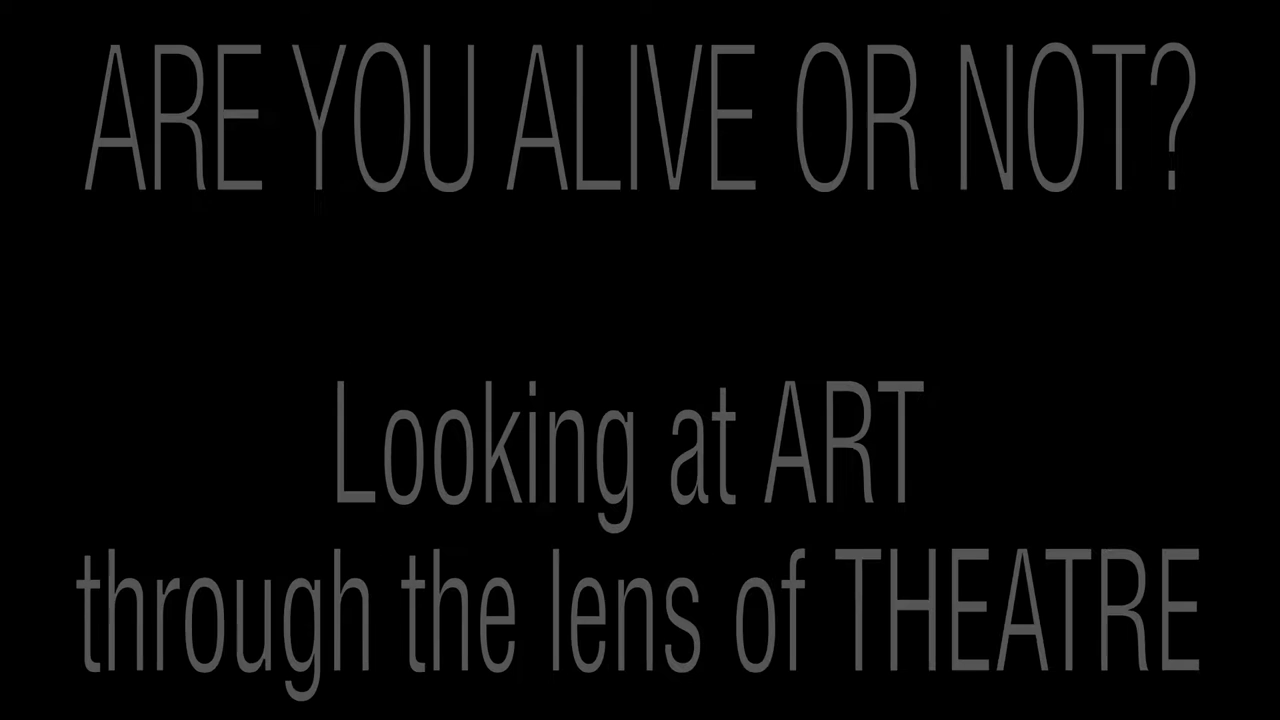 ARE YOU ALIVE OR NOT?
Looking at ART
through the lens of THEATRE